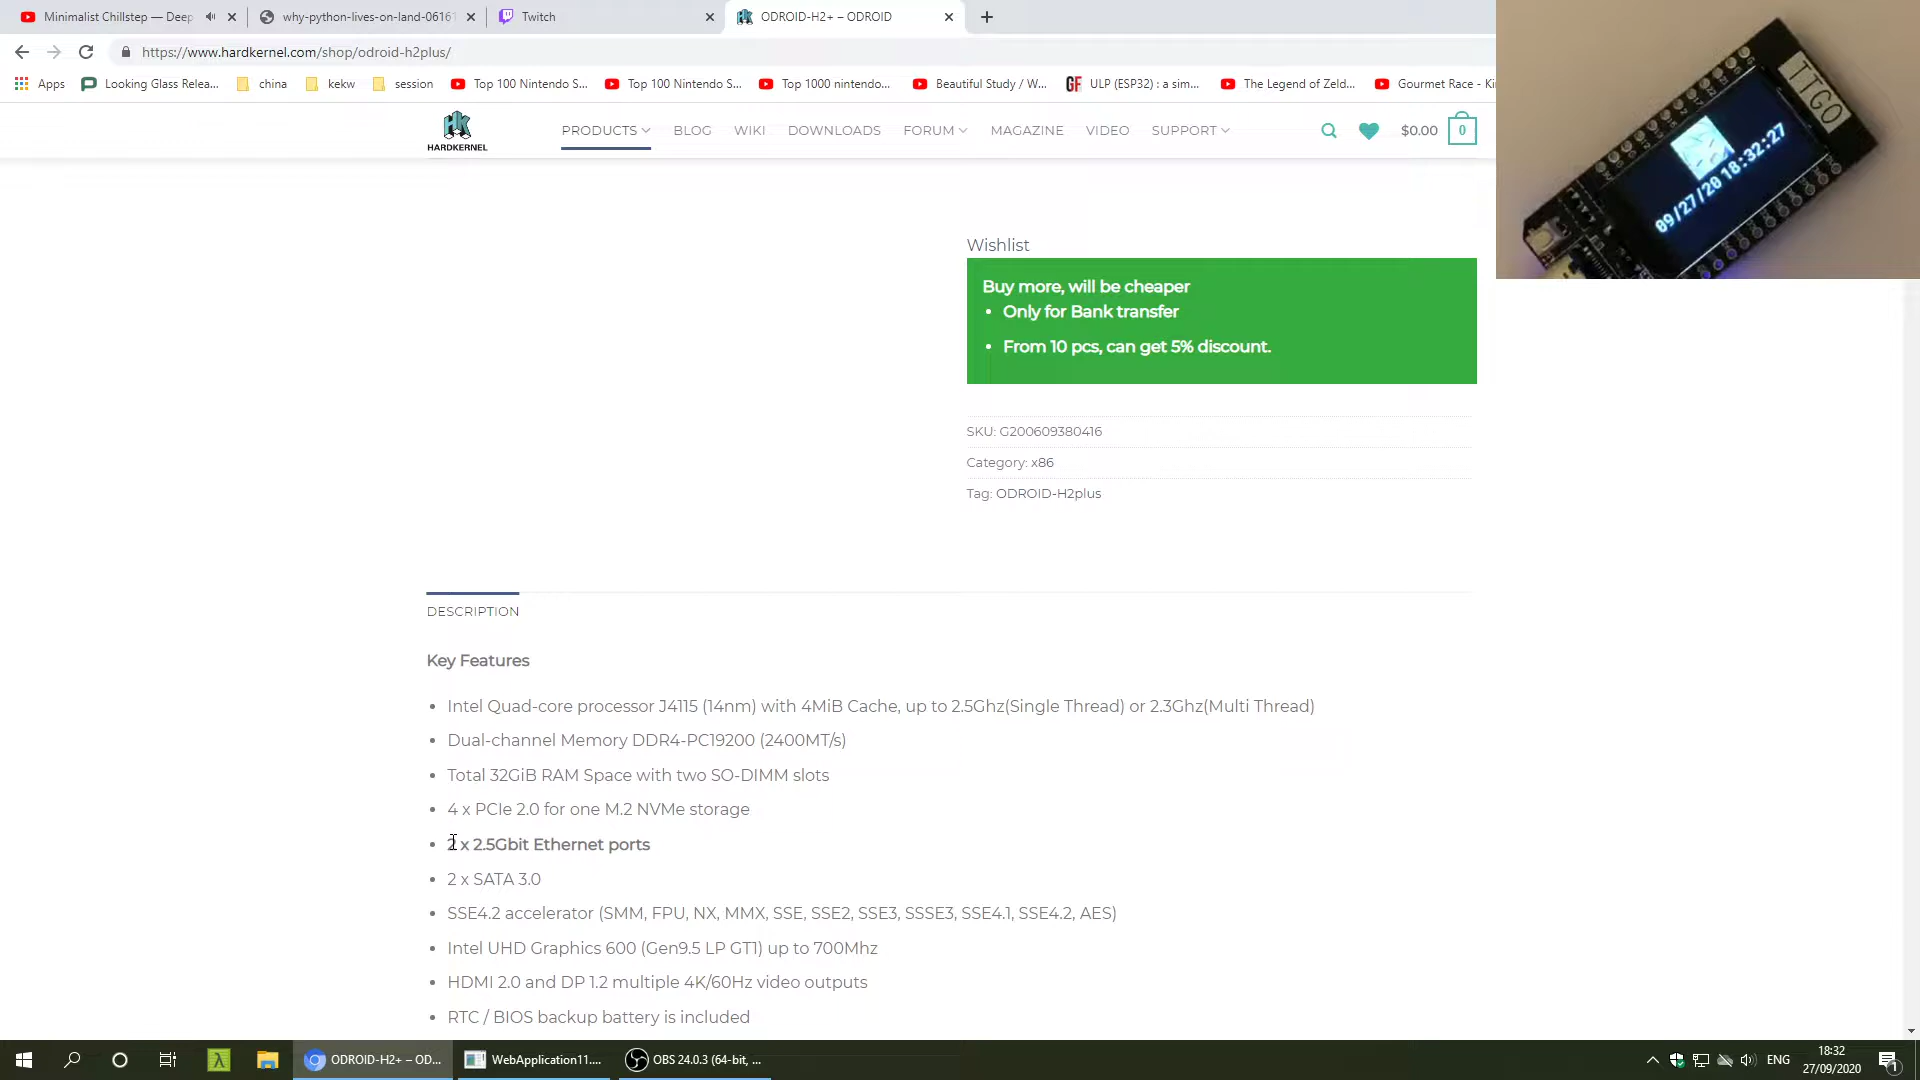 Minimalist Chillstep — Deep
why-python-lives-on-land-0616
Twitch
ODROID-H2+ – ODROID
https://www.hardkernel.com/shop/odroid-h2plus/
Apps
Looking Glass Relea...
china
kekw
session
Top 100 Nintendo S...
Top 100 Nintendo S...
Top 1000 nintendo...
Beautiful Study / W...
GF
ULP (ESP32) : a sim...
The Legend of Zeld...
Gourmet Race - Ki
TTGO
09/27/20 18:32:27
HARDKERNEL
PRODUCTS
BLOG
WIKI
DOWNLOADS
FORUM
MAGAZINE
VIDEO
SUPPORT
$0.00
0
Wishlist
Buy more, will be cheaper
• Only for Bank transfer
• From 10 pcs, can get 5% discount.
SKU: G200609380416
Category: x86
Tag: ODROID-H2plus
DESCRIPTION
Key Features
• Intel Quad-core processor J4115 (14nm) with 4MiB Cache, up to 2.5Ghz(Single Thread) or 2.3Ghz(Multi Thread)
• Dual-channel Memory DDR4-PC19200 (2400MT/s)
• Total 32GiB RAM Space with two SO-DIMM slots
• 4 x PCIe 2.0 for one M.2 NVMe storage
• 2 x 2.5Gbit Ethernet ports
• 2 x SATA 3.0
• SSE4.2 accelerator (SMM, FPU, NX, MMX, SSE, SSE2, SSE3, SSSE3, SSE4.1, SSE4.2, AES)
• Intel UHD Graphics 600 (Gen9.5 LP GT1) up to 700Mhz
• HDMI 2.0 and DP 1.2 multiple 4K/60Hz video outputs
• RTC / BIOS backup battery is included
ODROID-H2+ – OD...
WebApplication11....
OBS 24.0.3 (64-bit, ...
ENG
18:32
27/09/2020
1